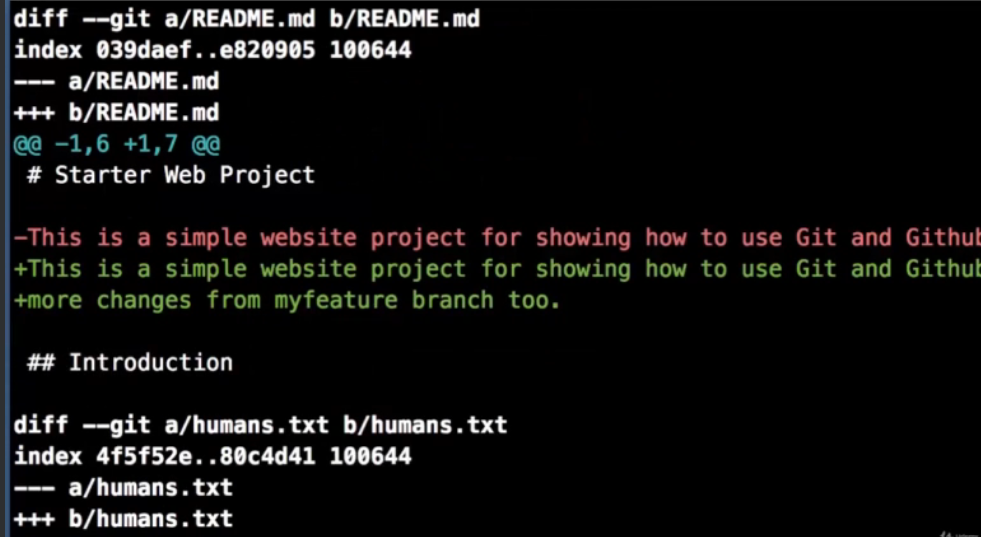 diff --git a/README.md b/README.md
index 039daef..e820905 100644
--- a/README.md
+++ b/README.md
@@ -1,6 +1,7 @@
# Starter Web Project
-This is a simple website project for showing how to use Git and Github
+This is a simple website project for showing how to use Git and Github
+more changes from myfeature branch too.
## Introduction
diff --git a/humans.txt b/humans.txt
index 4f5f52e..80c4d41 100644
--- a/humans.txt
+++ b/humans.txt